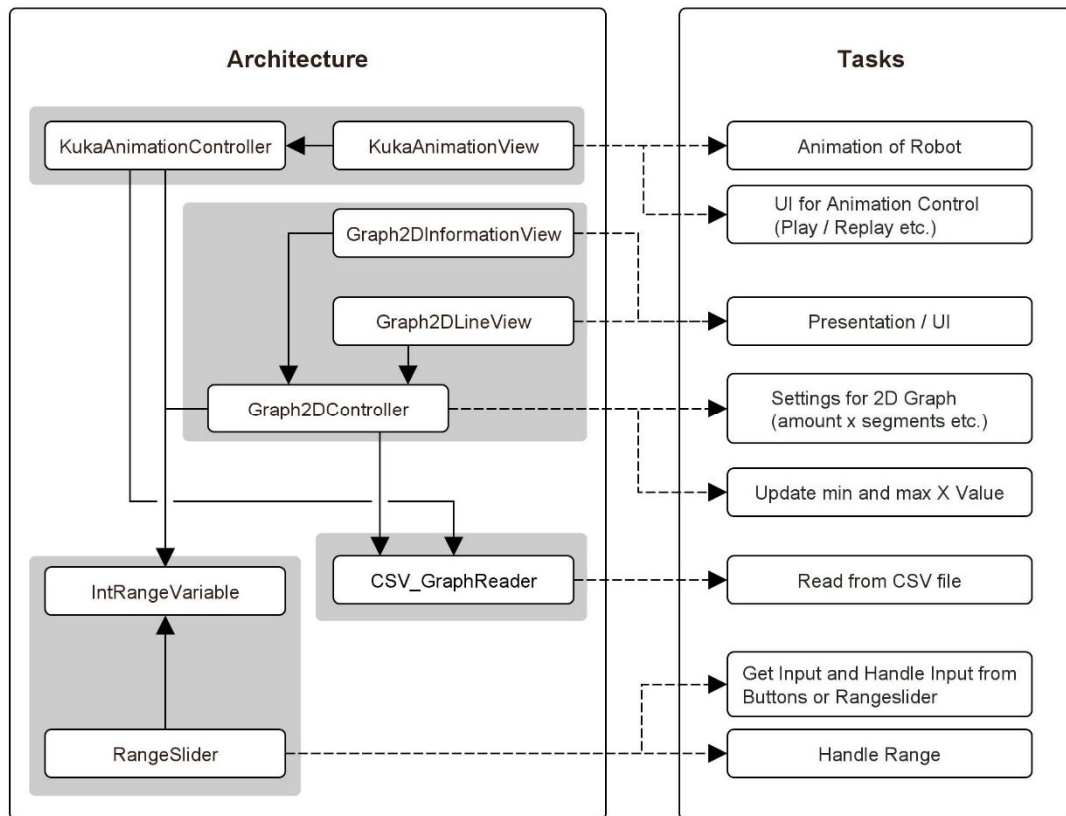 Architecture
KukaAnimationController
KukaAnimationView
Graph2DInformationView
Graph2DLineView
Graph2DController
CSV_GraphReader
IntRangeVariable
RangeSlider
Tasks
Animation of Robot
UI for Animation Control
(Play / Replay etc.)
Presentation / UI
Settings for 2D Graph
(amount x segments etc.)
Update min and max X Value
Read from CSV file
Get Input and Handle Input from
Buttons or Rangeslider
Handle Range